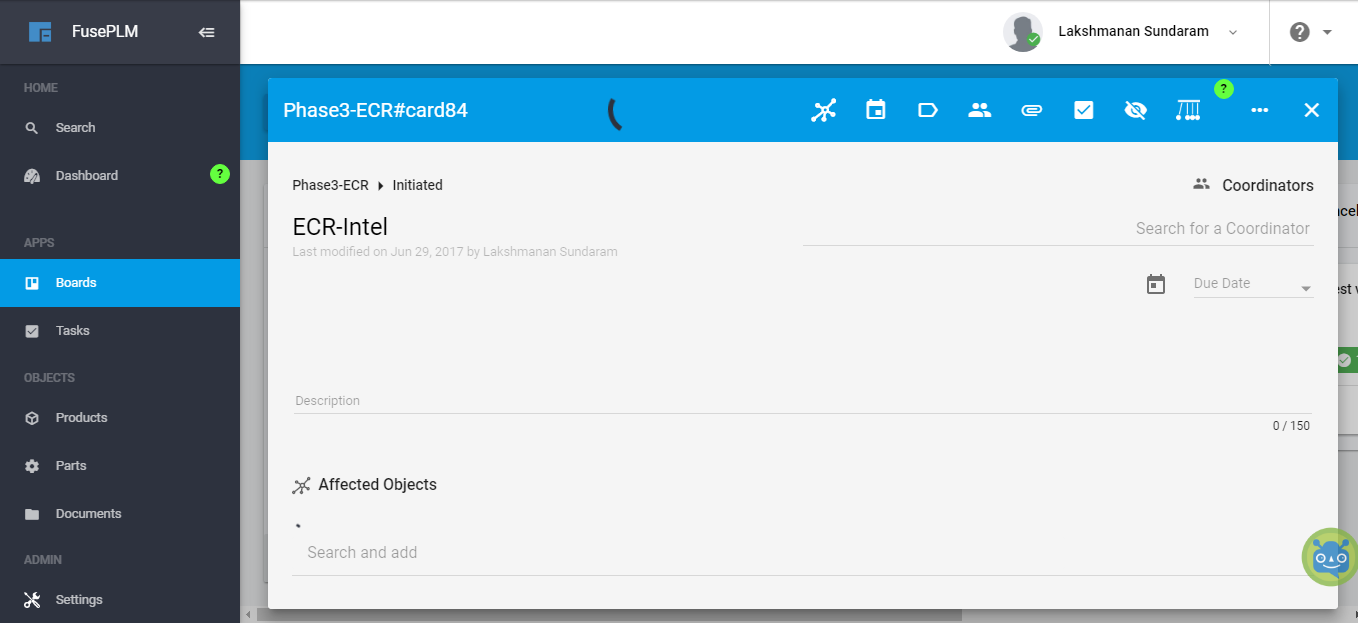 FusePLM
Lakshmanan Sundaram
?
HOME
Search
Dashboard
?
APPS
Boards
Tasks
OBJECTS
Products
Parts
Documents
ADMIN
Settings
Phase3-ECR#card84
?
Phase3-ECR Initiated
Coordinators
ECR-Intel
Search for a Coordinator
Last modified on Jun 29, 2017 by Lakshmanan Sundaram
Due Date
Description
0 / 150
Affected Objects
Search and add